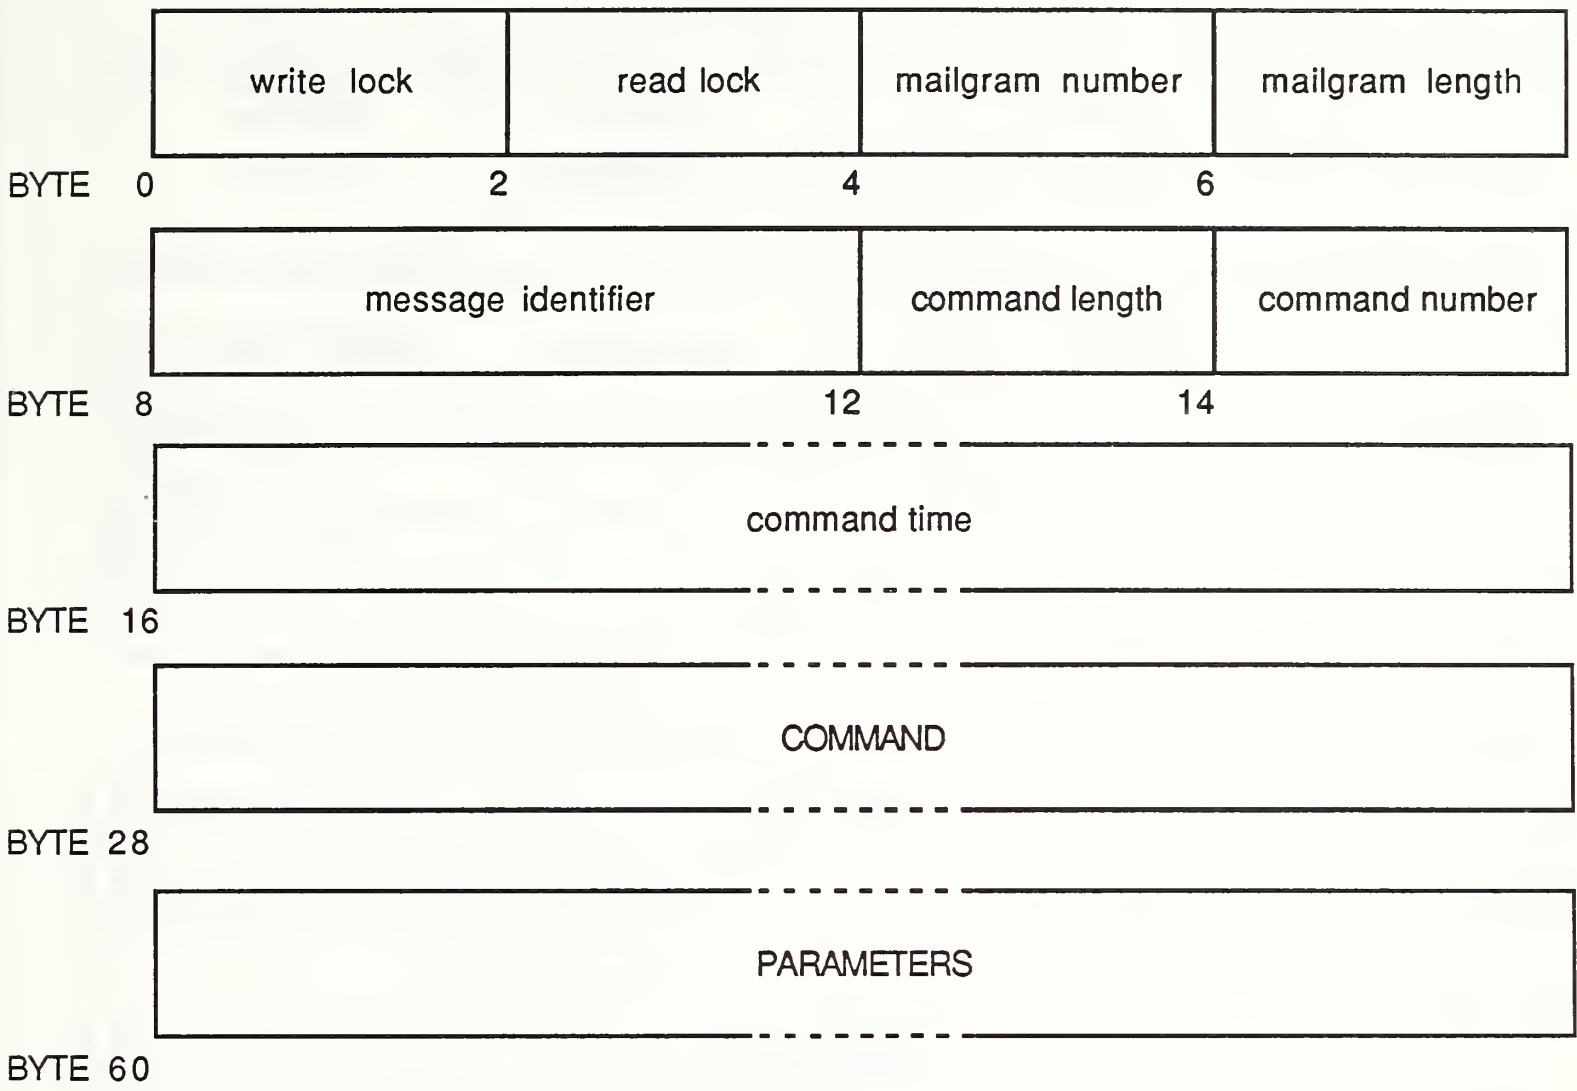 write lock read lock mailgram number mailgram length
BYTE 0 2 4 6
message identifier command length command number
BYTE 8 12 14
command time
BYTE 16
COMMAND
BYTE 28
PARAMETERS
BYTE 60